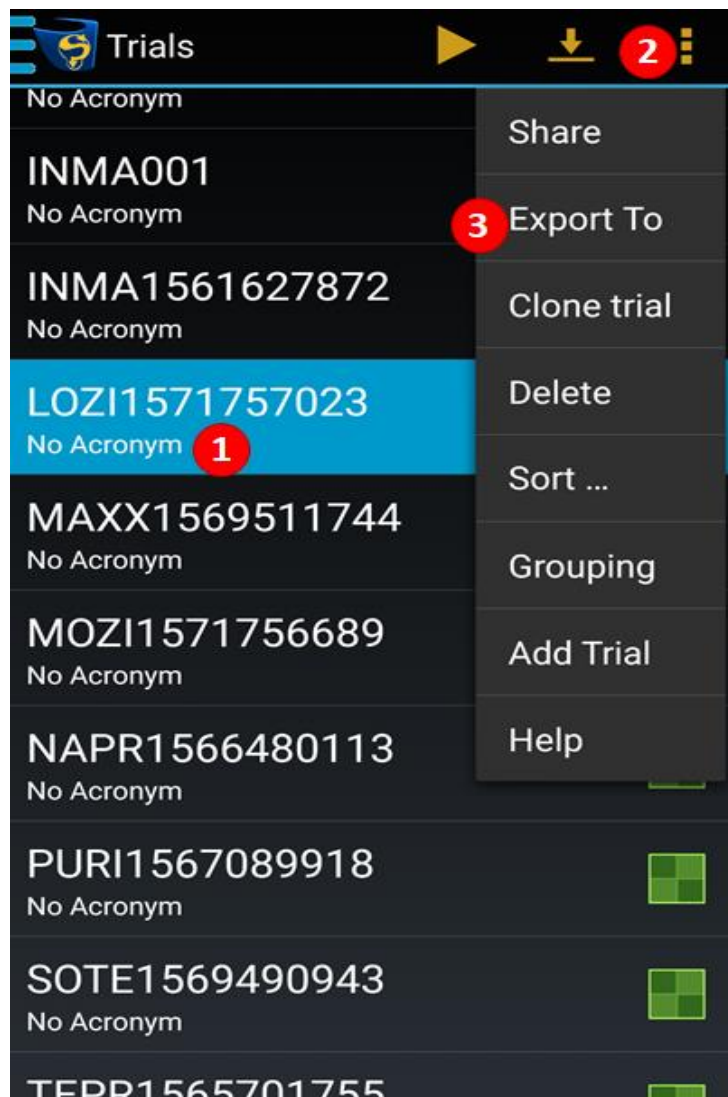 Trials
2
No Acronym
INMA001
No Acronym
INMA1561627872
No Acronym
LOZI1571757023
No Acronym
1
MAXX1569511744
No Acronym
MOZI1571756689
No Acronym
NAPR1566480113
No Acronym
PURI1567089918
No Acronym
SOTE1569490943
No Acronym
TEPR1565701755
Share
3
Export To
Clone trial
Delete
Sort ...
Grouping
Add Trial
Help